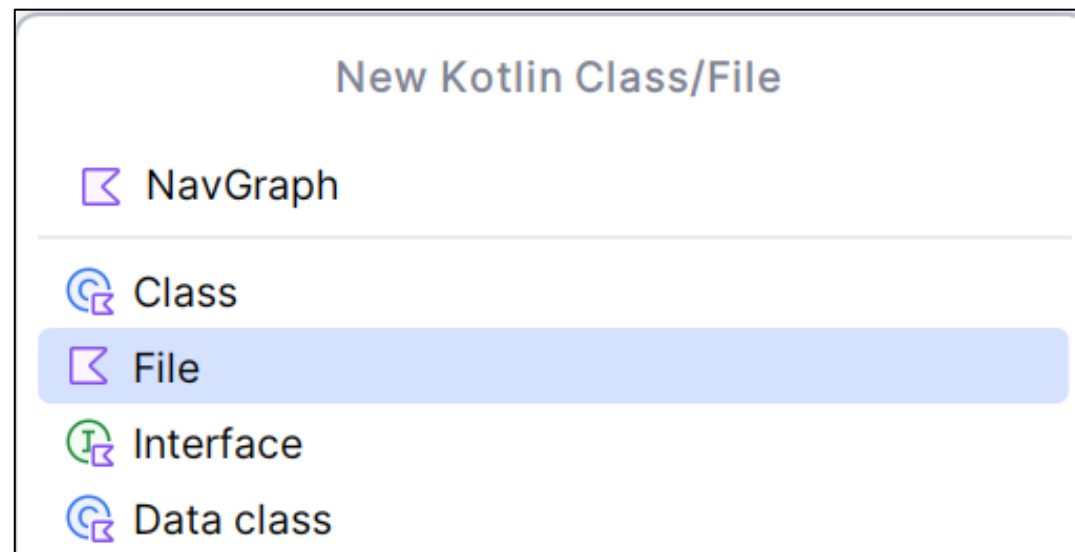 New Kotlin Class/File
NavGraph
Class
File
Interface
Data class